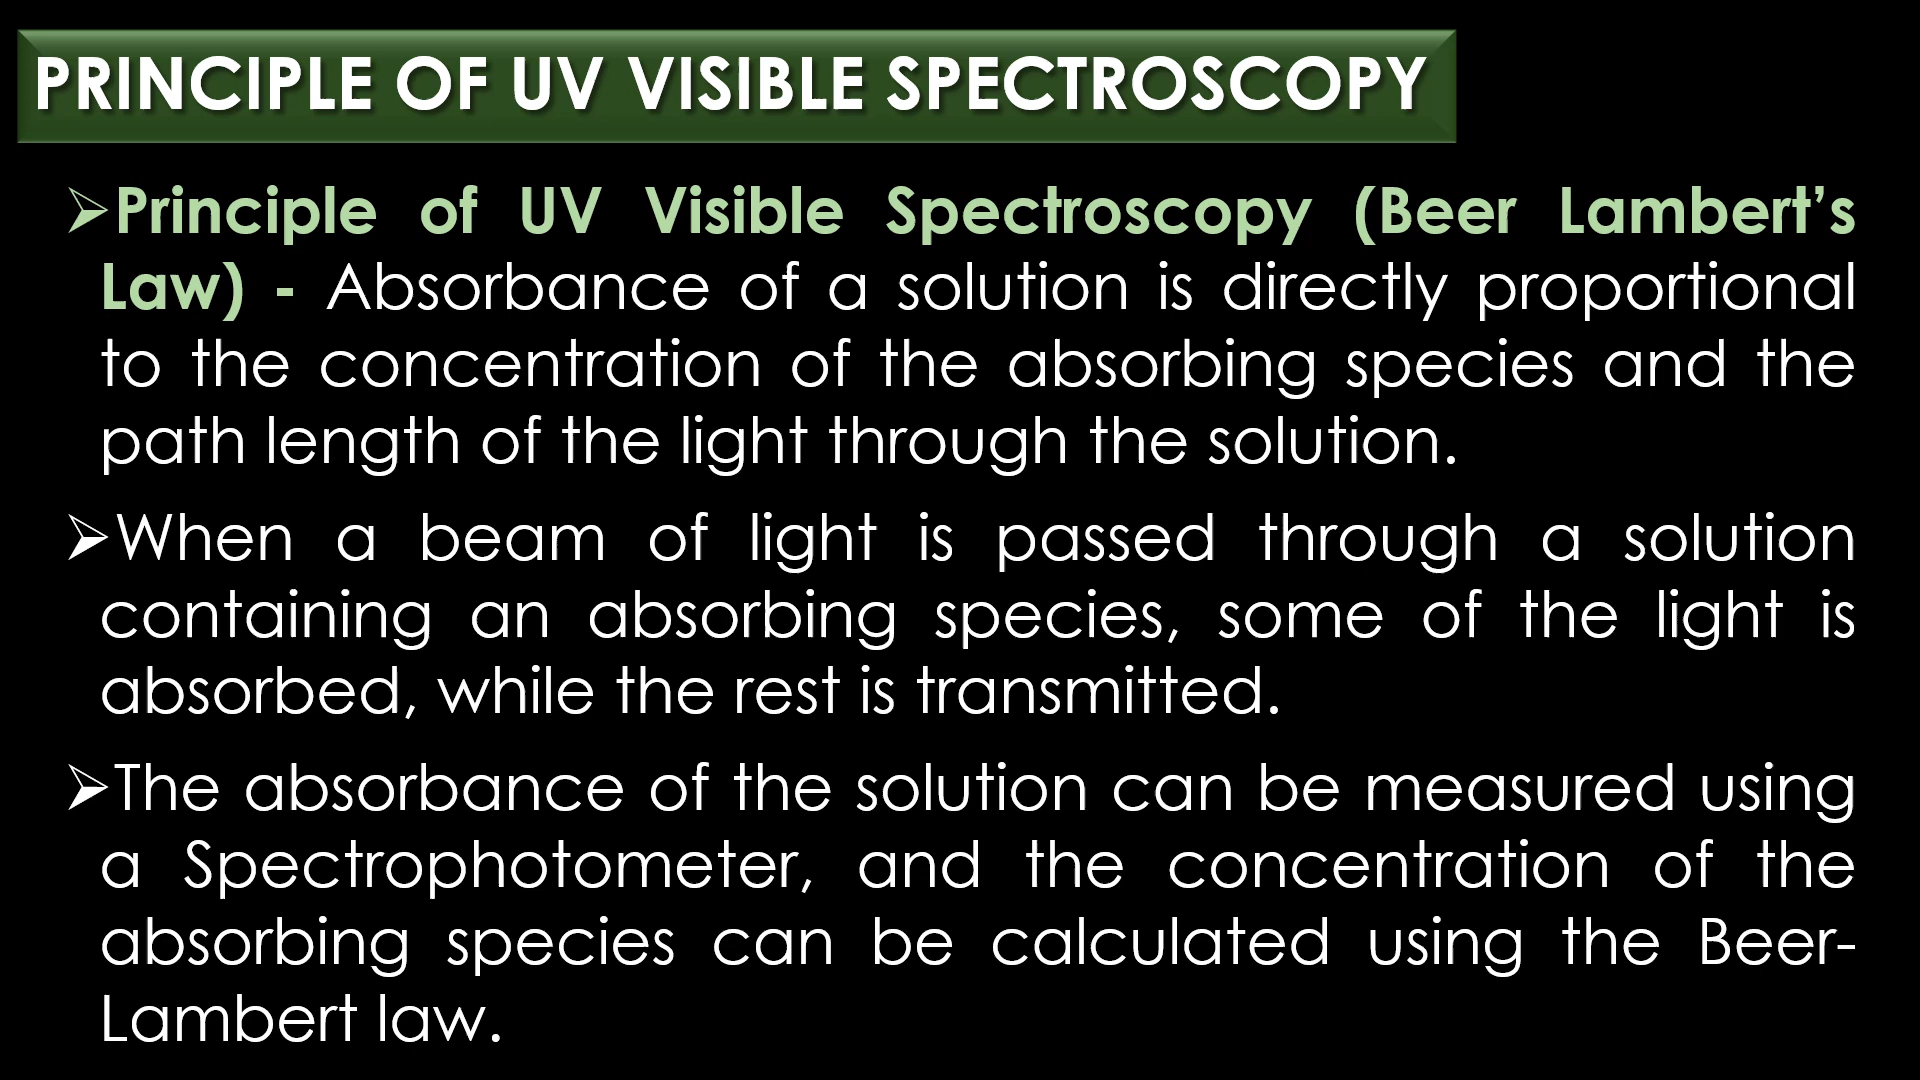 PRINCIPLE OF UV VISIBLE SPECTROSCOPY
➢Principle of UV Visible Spectroscopy (Beer Lambert’s
Law) - Absorbance of a solution is directly proportional
to the concentration of the absorbing species and the
path length of the light through the solution.
➢When a beam of light is passed through a solution
containing an absorbing species, some of the light is
absorbed, while the rest is transmitted.
➢The absorbance of the solution can be measured using
a Spectrophotometer, and the concentration of the
absorbing species can be calculated using the Beer-
Lambert law.